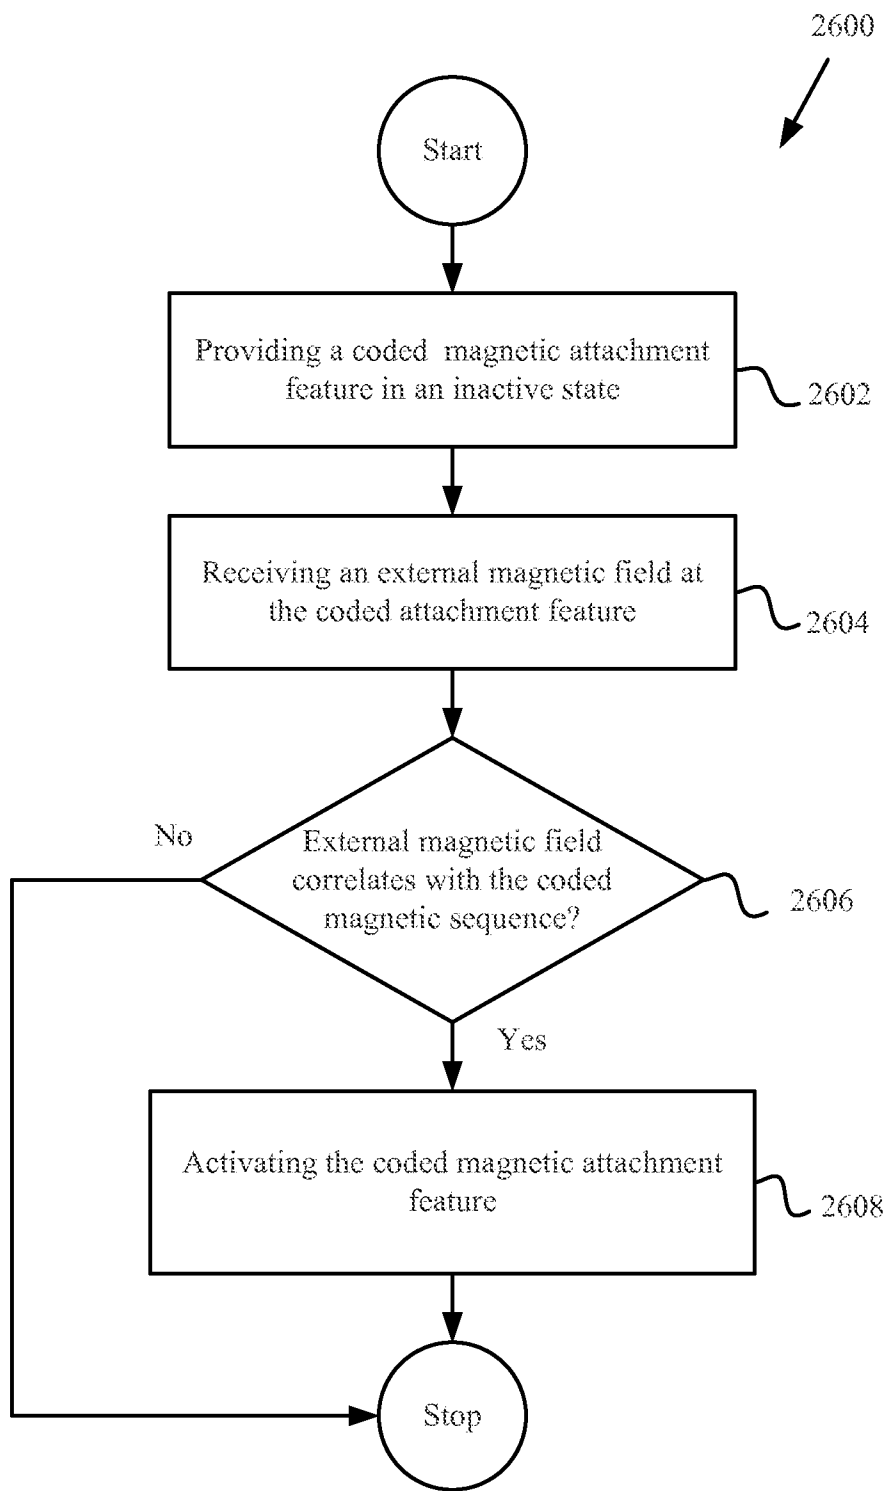 2600
Start
Providing a coded magnetic attachment
feature in an inactive state
2602
Receiving an external magnetic field at
the coded attachment feature
2604
No
External magnetic field
correlates with the coded
magnetic sequence?
2606
Yes
Activating the coded magnetic attachment
feature
2608
Stop